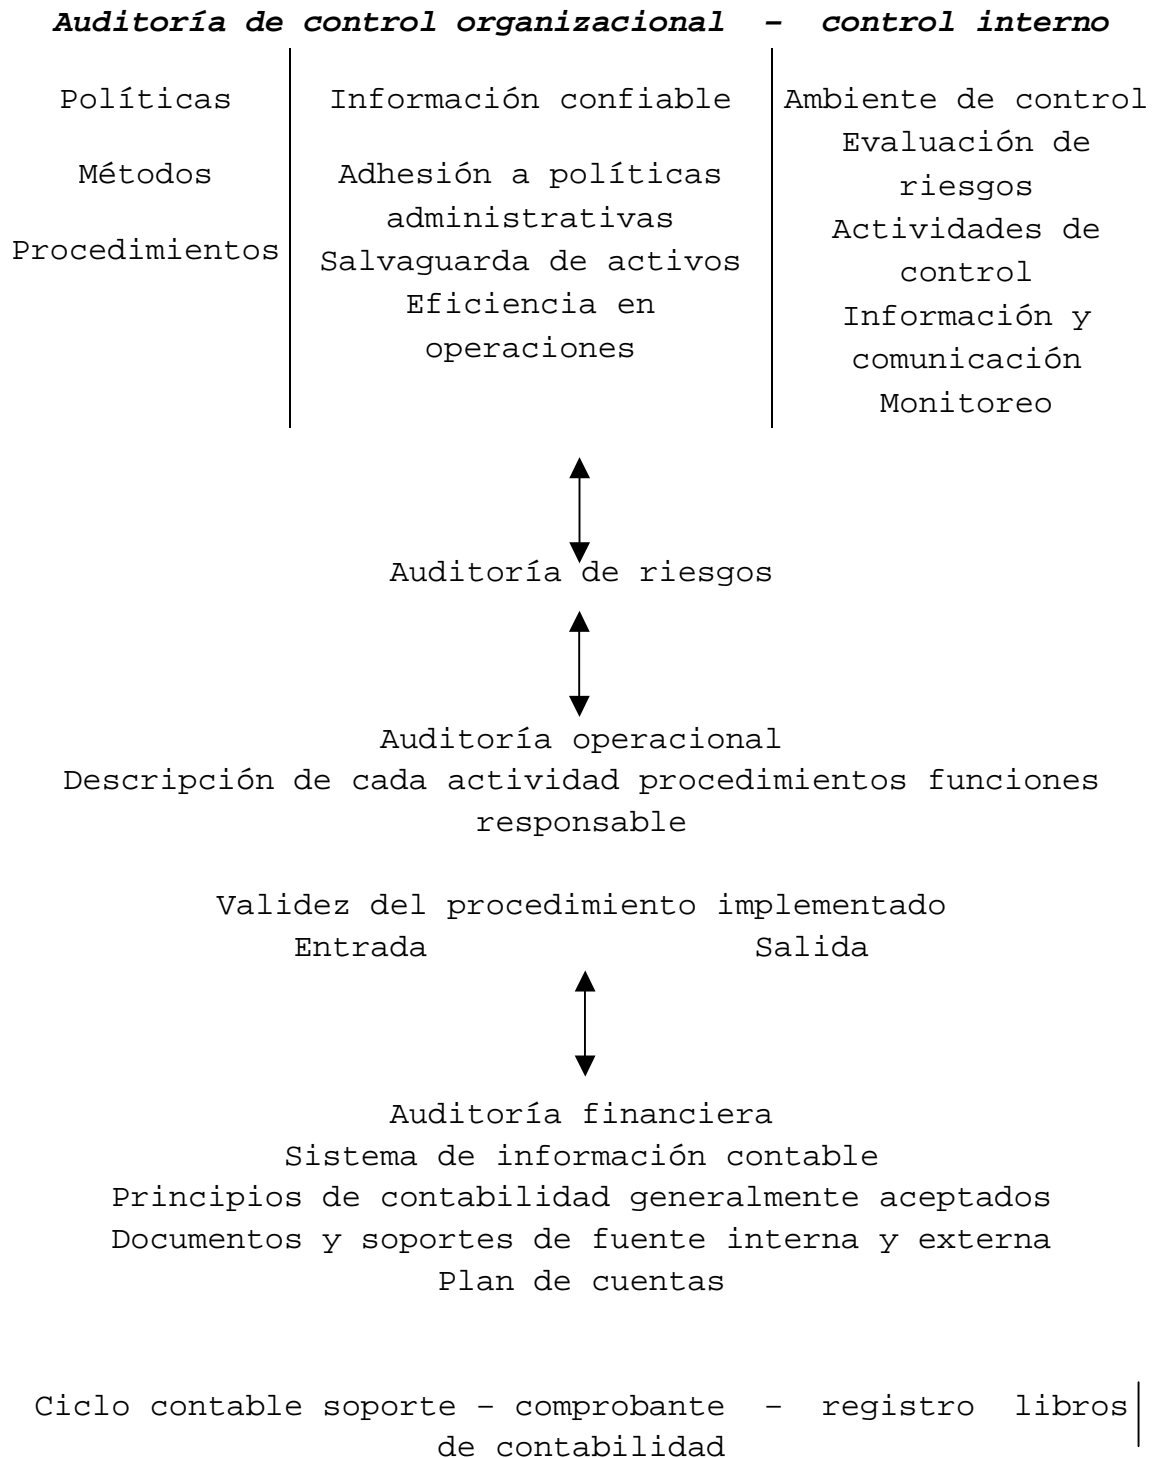 Auditoría de control organizacional – control interno
Políticas
Métodos
Procedimientos
Información confiable
Adhesión a políticas
administrativas
Salvaguarda de activos
Eficiencia en
operaciones
Ambiente de control
Evaluación de
riesgos
Actividades de
control
Información y
comunicación
Monitoreo
Auditoría de riesgos
Auditoría operacional
Descripción de cada actividad procedimientos funciones
responsable
Validez del procedimiento implementado
Entrada Salida
Auditoría financiera
Sistema de información contable
Principios de contabilidad generalmente aceptados
Documentos y soportes de fuente interna y externa
Plan de cuentas
Ciclo contable soporte – comprobante – registro libros
de contabilidad